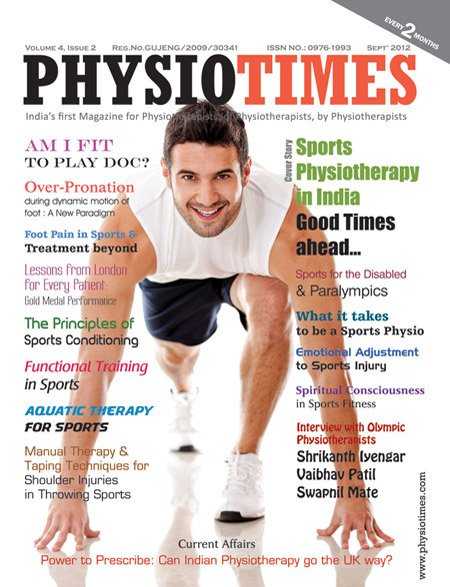 EVERY 2 MONTHS
VOLUME 4, ISSUE 2 REG.NO.GUJENG/2009/30341 ISSN NO.: 0976-1993 SEPT' 2012
PHYSIOTIMES
India's first Magazine for Physiotherapists, for Physiotherapists, by Physiotherapists
AM I FIT
TO PLAY DOC?
Over-Pronation
during dynamic motion of
foot : A New Paradigm
Foot Pain in Sports &
Treatment beyond
Lessons from London
for Every Patient:
Gold Medal Performance
The Principles of
Sports Conditioning
Functional Training
in Sports
AQUATIC THERAPY
FOR SPORTS
Manual Therapy &
Taping Techniques for
Shoulder Injuries
in Throwing Sports
Cover Story
Sports
Physiotherapy
in India
Good Times
ahead...
Sports for the Disabled
& Paralympics
What it takes
to be a Sports Physio
Emotional Adjustment
to Sports Injury
Spiritual Consciousness
in Sports Fitness
Interview with Olympic
Physiotherapists
Shrikanth Iyengar
Vaibhav Patil
Swapnil Mate
www.physiotimes.com
Current Affairs
Power to Prescribe: Can Indian Physiotherapy go the UK way?